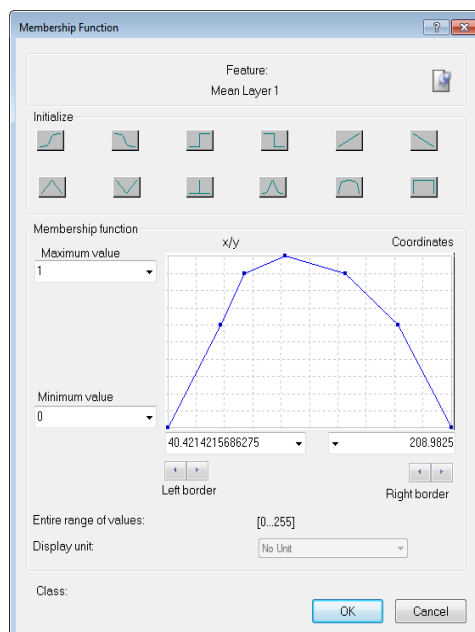 Membership Function
Feature:
Mean Layer 1
Initialize
Membership function
x/y
Coordinates
Maximum value
1
Minimum value
0
40.4214215686275
208.9825
Left border
Right border
Entire range of values:
[0...255]
Display unit:
No Unit
Class:
OK
Cancel